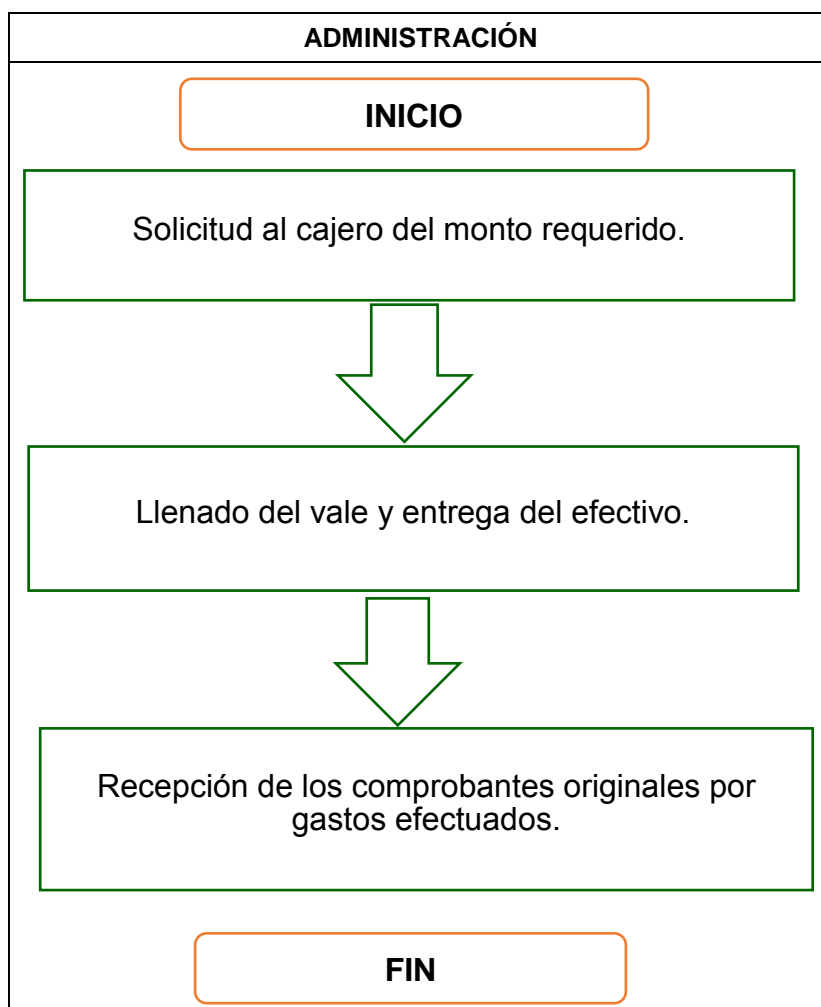 ADMINISTRACIÓN
INICIO
Solicitud al cajero del monto requerido.
Llenado del vale y entrega del efectivo.
Recepción de los comprobantes originales por
gastos efectuados.
FIN